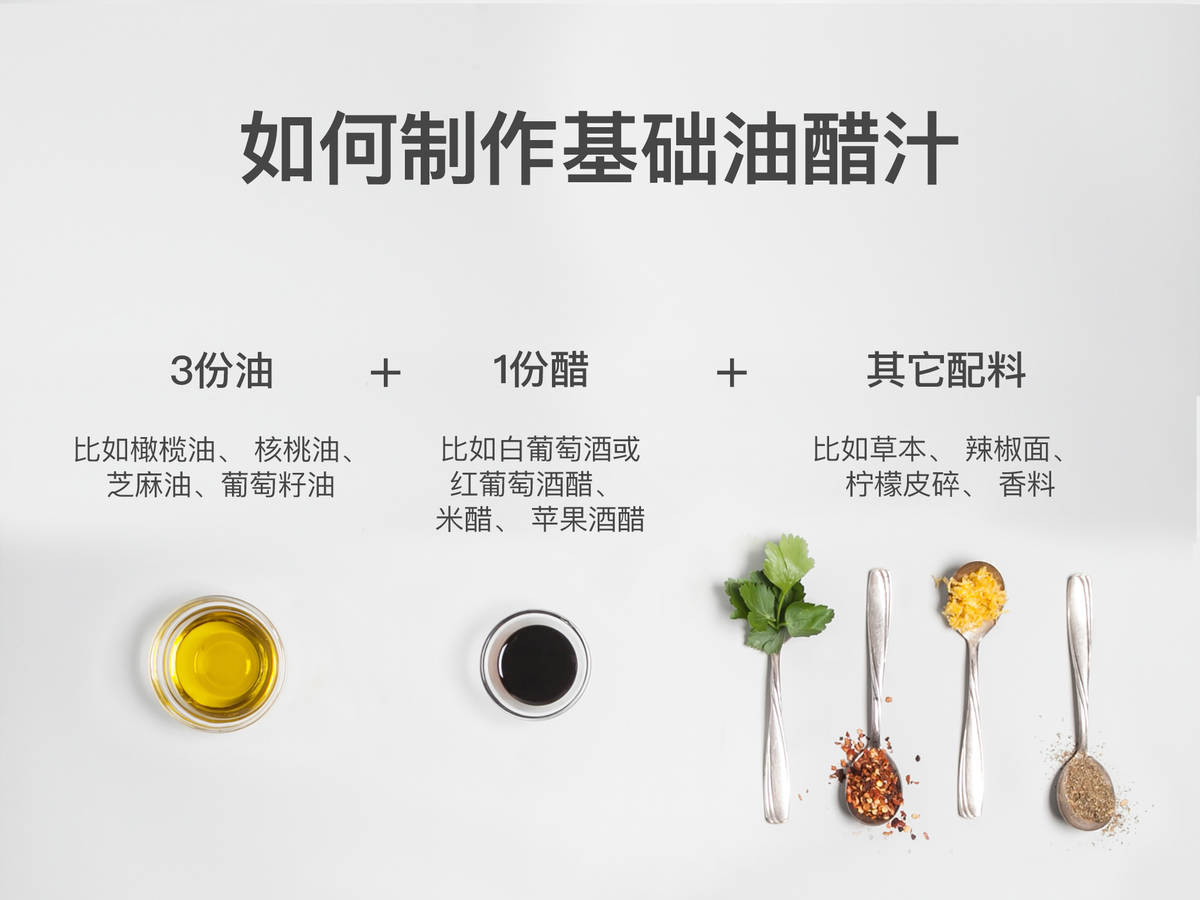 如何制作基础油醋汁
3份油 + 1份醋 + 其它配料
比如橄榄油、 核桃油、
芝麻油、葡萄籽油
比如白葡萄酒或
红葡萄酒醋、
米醋、 苹果酒醋
比如草本、 辣椒面、
柠檬皮碎、 香料